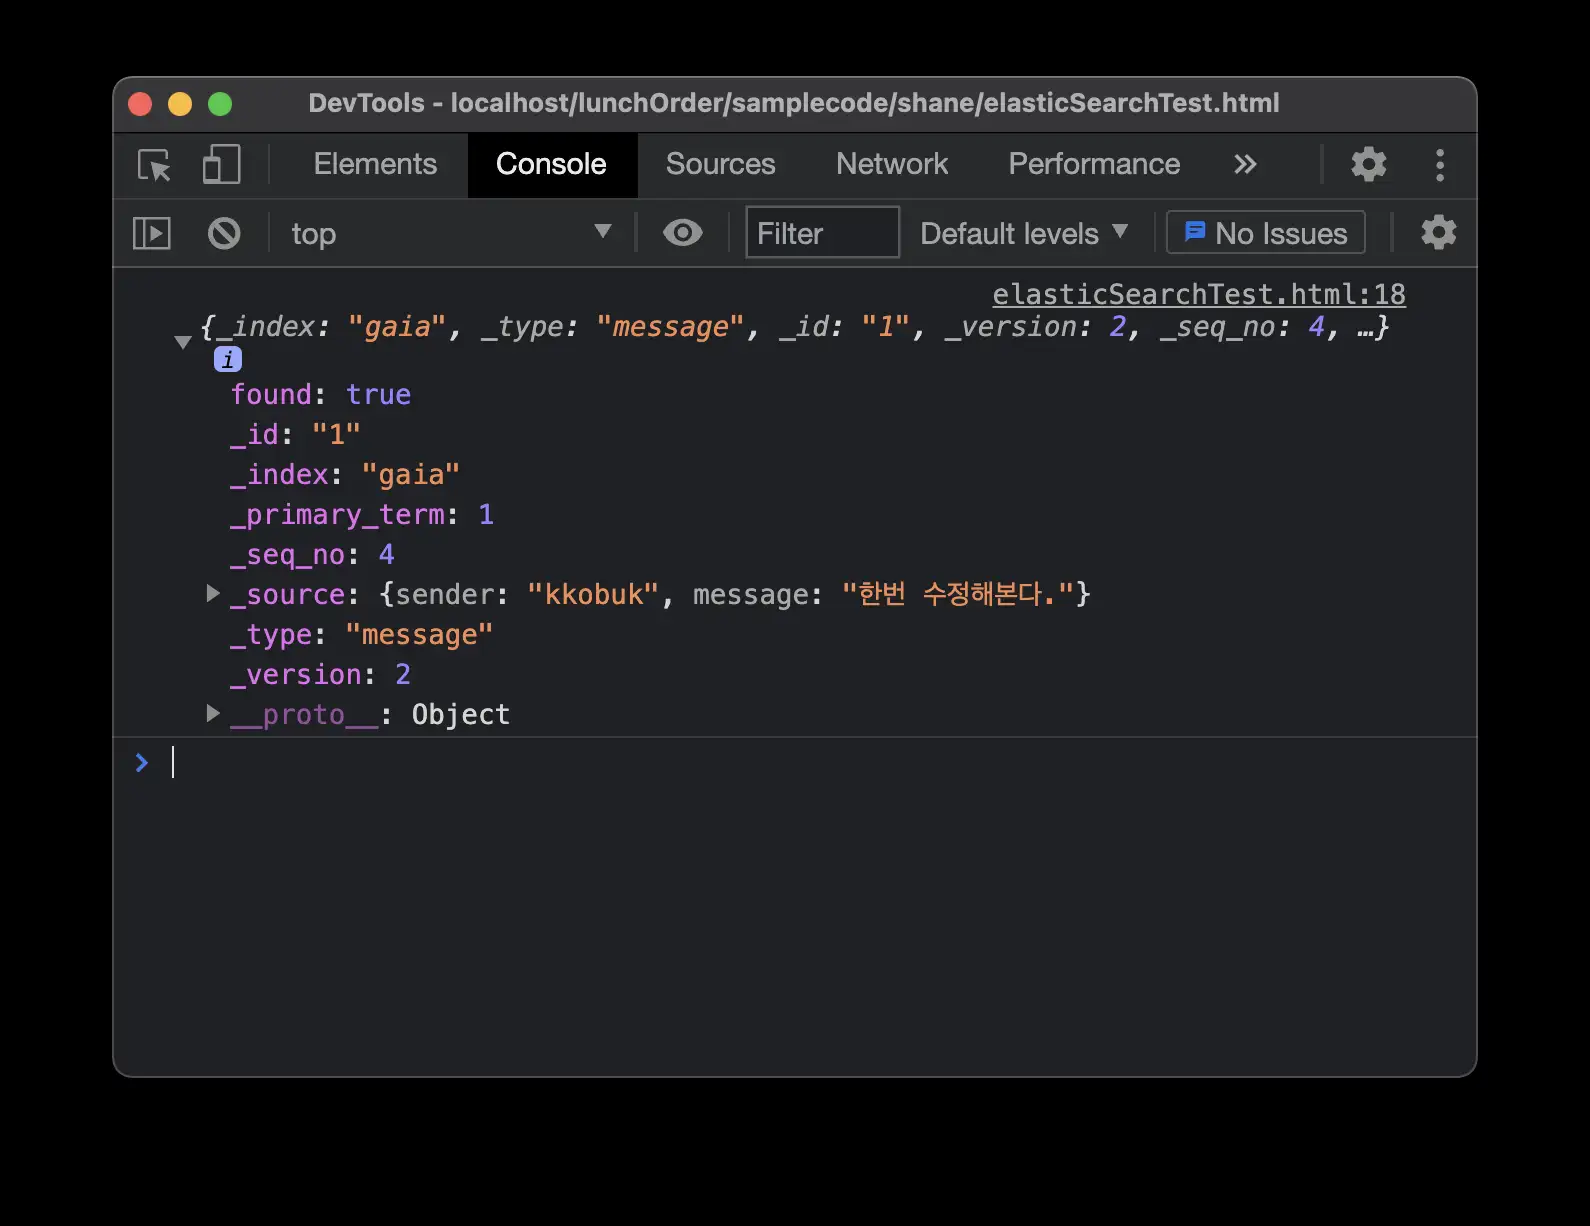 DevTools - localhost/lunchOrder/samplecode/shane/elasticSearchTest.html
Elements Console Sources Network Performance »
top ▼ Filter Default levels ▼ No Issues
elasticSearchTest.html:18
{_index: "gaia", _type: "message", _id: "1", _version: 2, _seq_no: 4, …}
i
found: true
_id: "1"
_index: "gaia"
_primary_term: 1
_seq_no: 4
_source: {sender: "kkobuk", message: "한번 수정해본다."}
_type: "message"
_version: 2
__proto__: Object